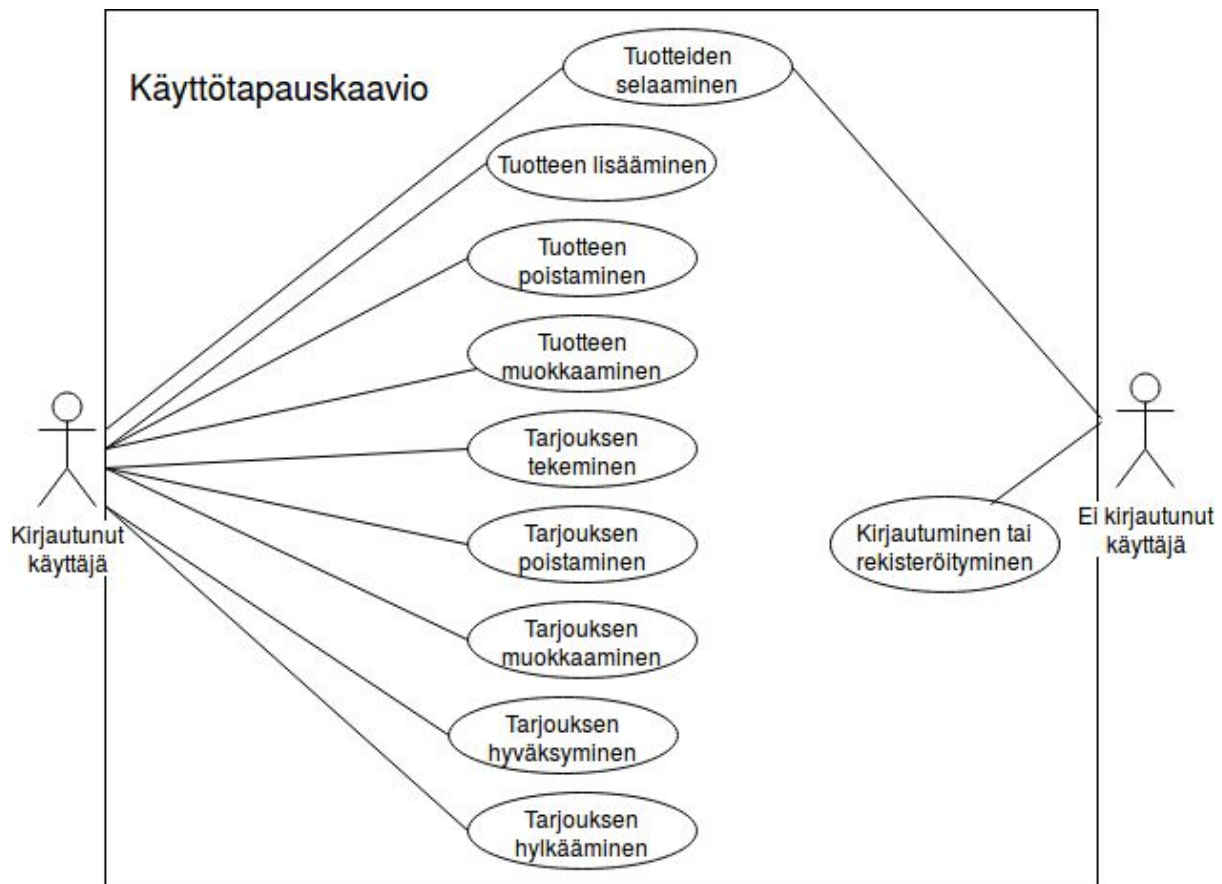 Käyttötapauskaavio
Tuotteiden
selaaminen
Tuotteen lisääminen
Tuotteen
poistaminen
Tuotteen
muokkaaminen
Tarjouksen
tekeminen
Tarjouksen
poistaminen
Tarjouksen
muokkaaminen
Tarjouksen
hyväksyminen
Tarjouksen
hylkääminen
Kirjautunut
käyttäjä
Kirjautuminen tai
rekisteröityminen
Ei kirjautunut
käyttäjä